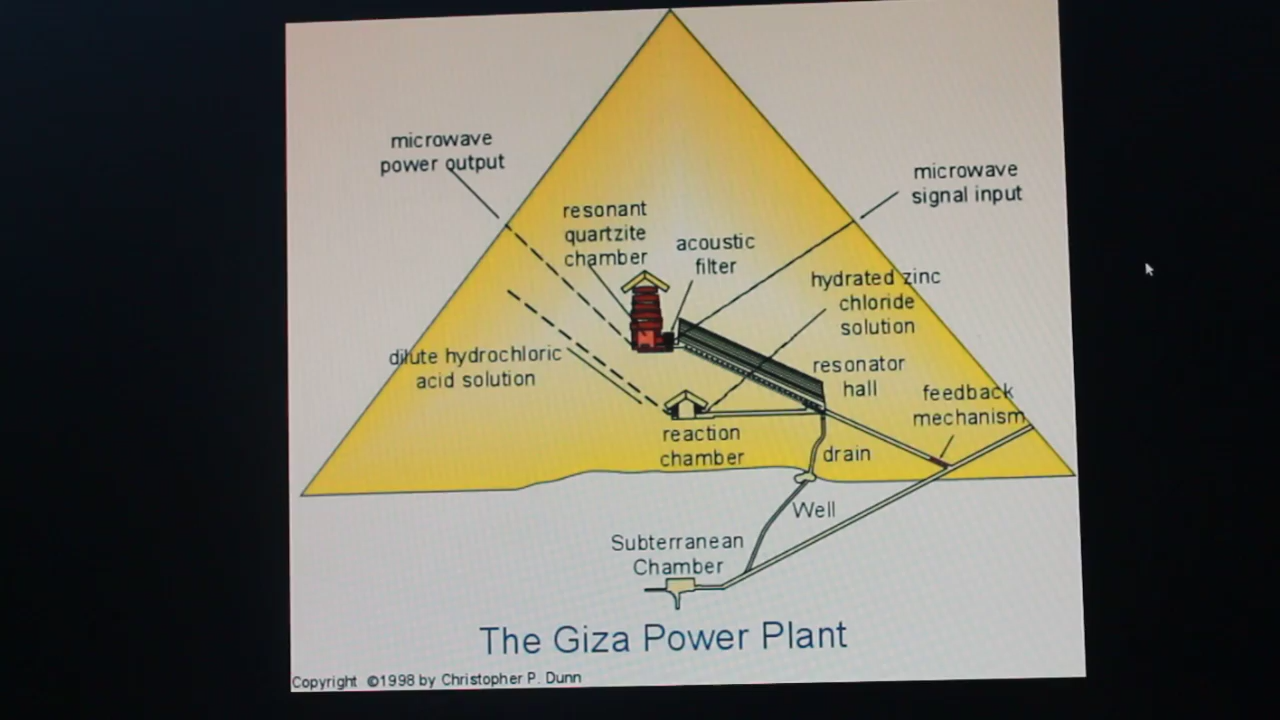 microwave
power output
microwave
signal input
resonant
quartzite
chamber
acoustic
filter
hydrated zinc
chloride
solution
dilute hydrochloric
acid solution
resonator
hall
feedback
mechanism
reaction
chamber
drain
Well
Subterranean
Chamber
The Giza Power Plant
Copyright ©1998 by Christopher P. Dunn